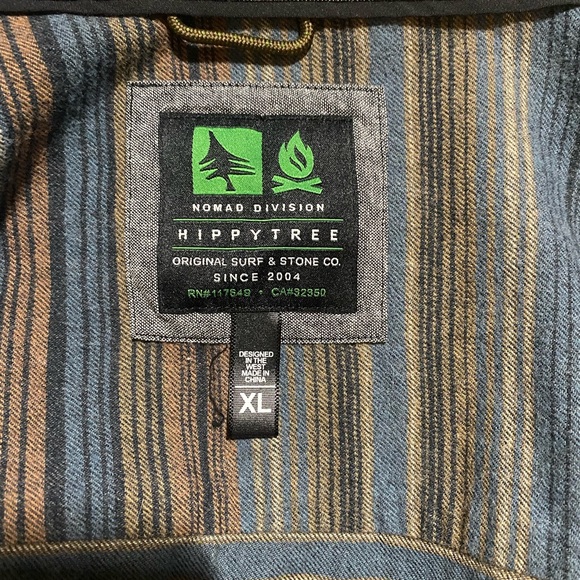 NOMAD DIVISION
HIPPYTREE
ORIGINAL SURF & STONE CO.
SINCE 2004
RN#117649 • CA#32350
DESIGNED
IN THE
WEST
MADE IN
CHINA
XL